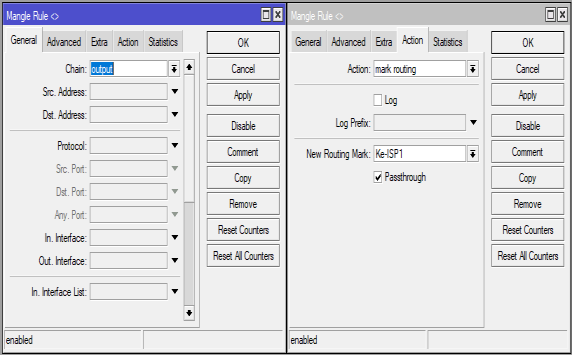 Mangle Rule <>
General Advanced Extra Action Statistics
Chain: output
Src. Address:
Dst. Address:
Protocol:
Src. Port:
Dst. Port:
Any. Port:
In. Interface:
Out. Interface:
In. Interface List:
OK
Cancel
Apply
Disable
Comment
Copy
Remove
Reset Counters
Reset All Counters
enabled
Mangle Rule <>
General Advanced Extra Action Statistics
Action: mark routing
Log
Log Prefix:
New Routing Mark: Ke-ISP1
Passthrough
OK
Cancel
Apply
Disable
Comment
Copy
Remove
Reset Counters
Reset All Counters
enabled